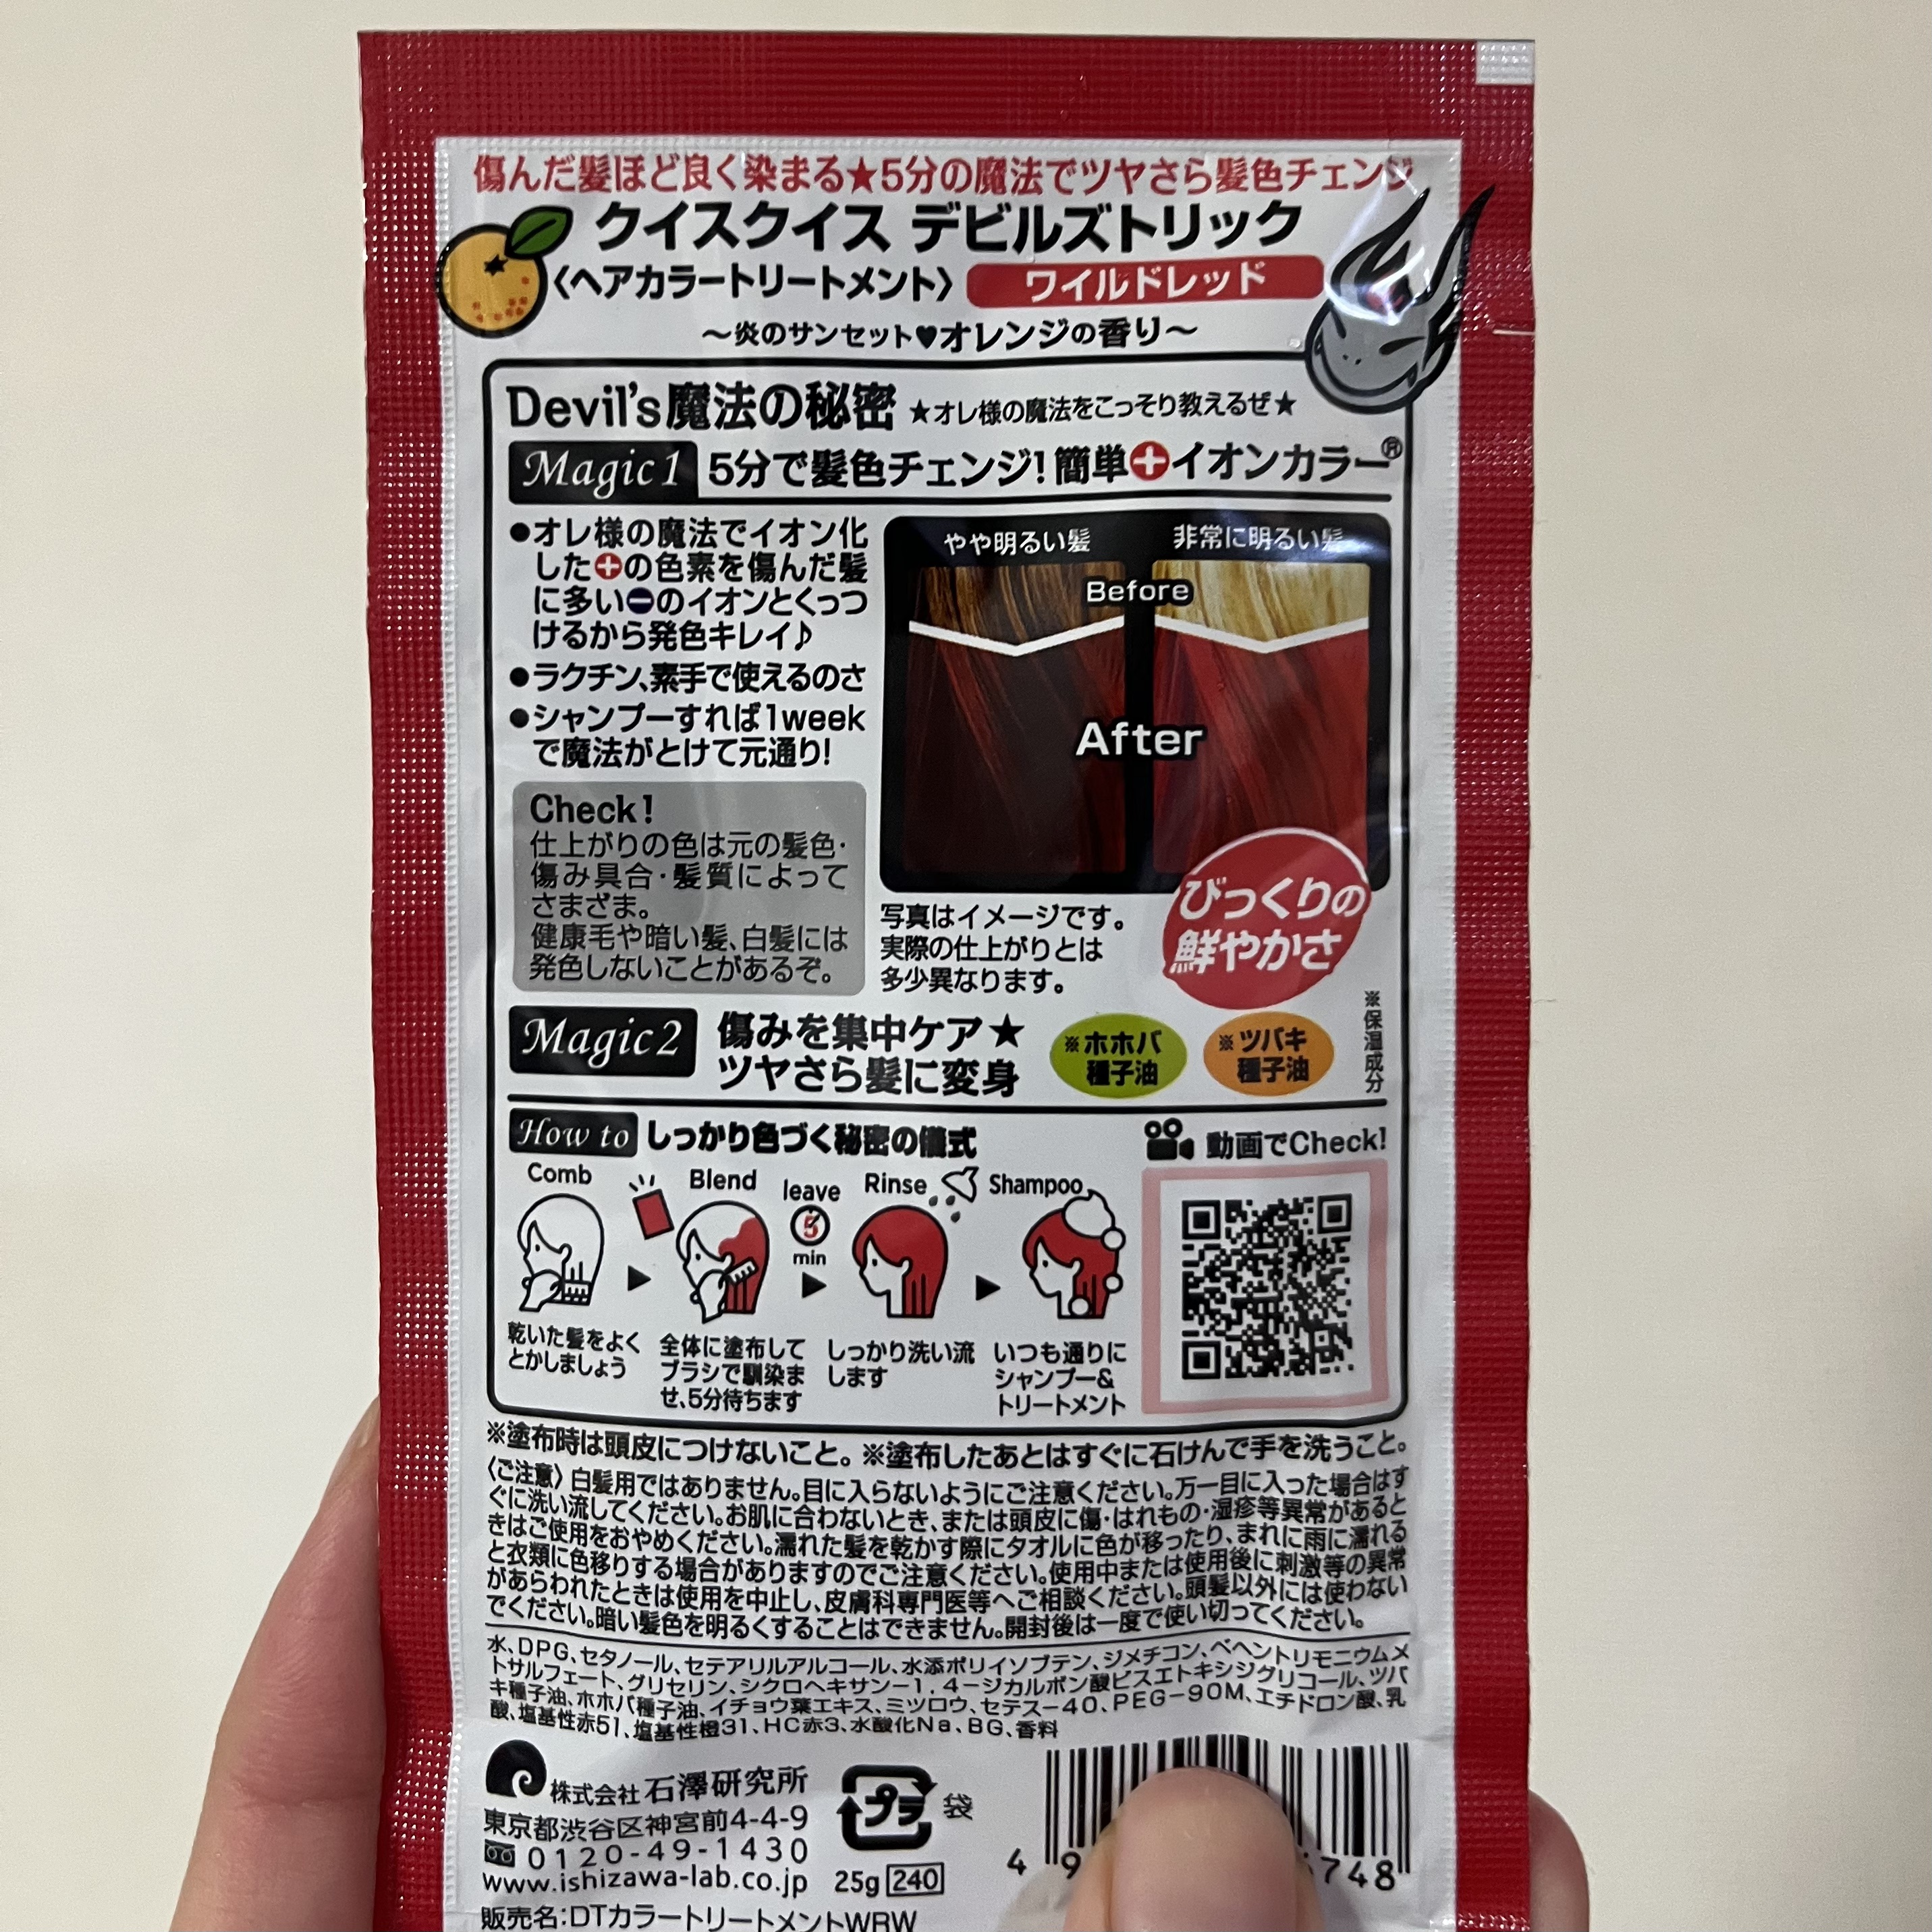 傷んだ髪ほど良く染まる★5分の魔法でツヤさら髪色チェンジ
クイスクイス デビルズトリック
〈ヘアカラートリートメント〉 ワイルドレッド
～炎のサンセット♥オレンジの香り～
Devil's魔法の秘密 ★オレ様の魔法をこっそり教えるぜ★
Magic1 5分で髪色チェンジ!簡単+イオンカラー®
●オレ様の魔法でイオン化
した+の色素を傷んだ髪
に多い−のイオンとくっつ
けるから発色キレイ♪
●ラクチン、素手で使えるのさ
●シャンプーすれば1week
で魔法がとけて元通り!
Check!
仕上がりの色は元の髪色・
傷み具合・髪質によって
さまざま。
健康毛や暗い髪、白髪には
発色しないことがあるぞ。
やや明るい髪 非常に明るい髪
Before
After
びっくりの
鮮やかさ
写真はイメージです。
実際の仕上がりとは
多少異なります。
Magic2 傷みを集中ケア★
ツヤさら髪に変身
※ホホバ
種子油
※ツバキ
種子油
※保湿成分
How to しっかり色づく秘密の儀式
動画でCheck!
Comb
Blend
leave
5
min
Rinse
Shampoo
乾いた髪をよく
とかしましょう
全体に塗布して
ブラシで馴染ま
せ、5分待ちます
しっかり洗い流
します
いつも通りに
シャンプー&
トリートメント
※塗布時は頭皮につけないこと。※塗布したあとはすぐに石けんで手を洗うこと。
〈ご注意〉白髪用ではありません。目に入らないようにご注意ください。万一目に入った場合はす
ぐに洗い流してください。お肌に合わないとき、または頭皮に傷・はれもの・湿疹等異常があると
きはご使用をおやめください。濡れた髪を乾かす際にタオルに色が移ったり、まれに雨に濡れる
と衣類に色移りする場合がありますのでご注意ください。使用中または使用後に刺激等の異常
があらわれたときは使用を中止し、皮膚科専門医等へご相談ください。頭髪以外には使わない
でください。暗い髪色を明るくすることはできません。開封後は一度で使い切ってください。
水、DPG、セタノール、セテアリルアルコール、水添ポリイソブテン、ジメチコン、ベヘントリモニウムメ
トサルフェート、グリセリン、シクロヘキサン−1,4−ジカルボン酸ビスエトキシジグリコール、ツバ
キ種子油、ホホバ種子油、イチョウ葉エキス、ミツロウ、セテス−40、PEG−90M、エチドロン酸、乳
酸、塩基性赤51、塩基性橙31、HC赤3、水酸化Na、BG、香料
株式会社 石澤研究所
東京都渋谷区神宮前4-4-9
0120-49-1430
www.ishizawa-lab.co.jp
プラ 袋
25g 240
4 9 748
販売名:DTカラートリートメントWRW